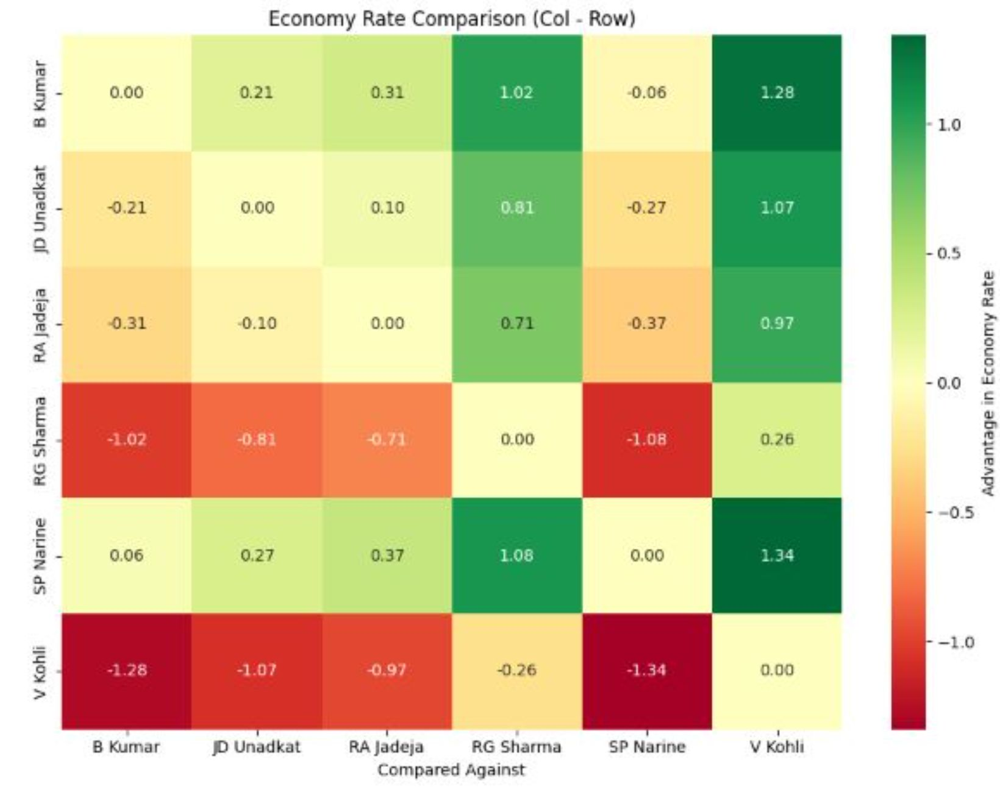 Economy Rate Comparison (Col - Row)
B Kumar 0.00 0.21 0.31 1.02 -0.06 1.28
JD Unadkat -0.21 0.00 0.10 0.81 -0.27 1.07
RA Jadeja -0.31 -0.10 0.00 0.71 -0.37 0.97
RG Sharma -1.02 -0.81 -0.71 0.00 -1.08 0.26
SP Narine 0.06 0.27 0.37 1.08 0.00 1.34
V Kohli -1.28 -1.07 -0.97 -0.26 -1.34 0.00
B Kumar JD Unadkat RA Jadeja RG Sharma SP Narine V Kohli
Compared Against
1.0
0.5
0.0
−0.5
−1.0
Advantage in Economy Rate